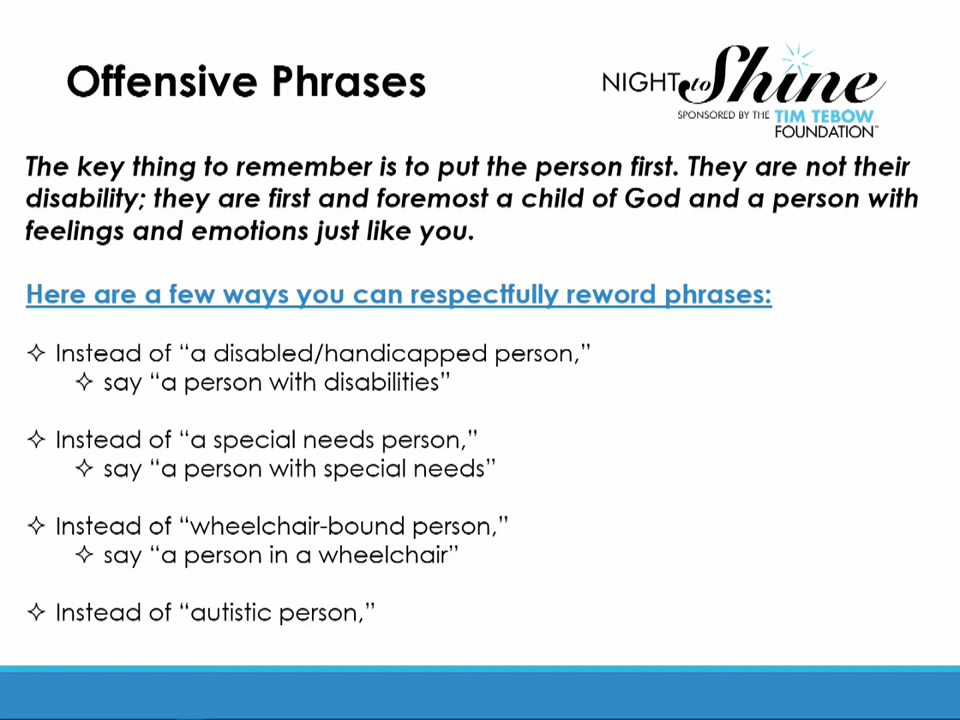 Offensive Phrases
NIGHT to Shine
SPONSORED BY THE TIM TEBOW
FOUNDATION™
The key thing to remember is to put the person first. They are not their
disability; they are first and foremost a child of God and a person with
feelings and emotions just like you.
Here are a few ways you can respectfully reword phrases:
✧ Instead of “a disabled/handicapped person,”
✧ say “a person with disabilities”
✧ Instead of “a special needs person,”
✧ say “a person with special needs”
✧ Instead of “wheelchair-bound person,”
✧ say “a person in a wheelchair”
✧ Instead of “autistic person,”